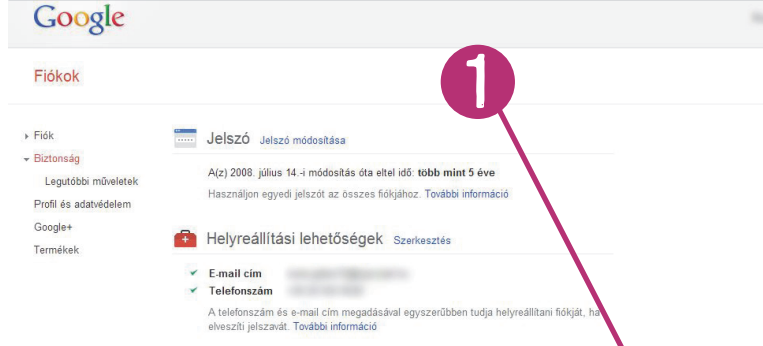 Google
Fiókok
1
Fiók
Biztonság
Legutóbbi műveletek
Profil és adatvédelem
Google+
Termékek
Jelszó Jelszó módosítása
A(z) 2008. július 14.-i módosítás óta eltel idő: több mint 5 éve
Használjon egyedi jelszót az összes fiókjához. További információ
Helyreállítási lehetőségek Szerkesztés
E-mail cím
Telefonszám
A telefonszám és e-mail cím megadásával egyszerűbben tudja helyreállítani fiókját, ha
elveszíti jelszavát. További információ